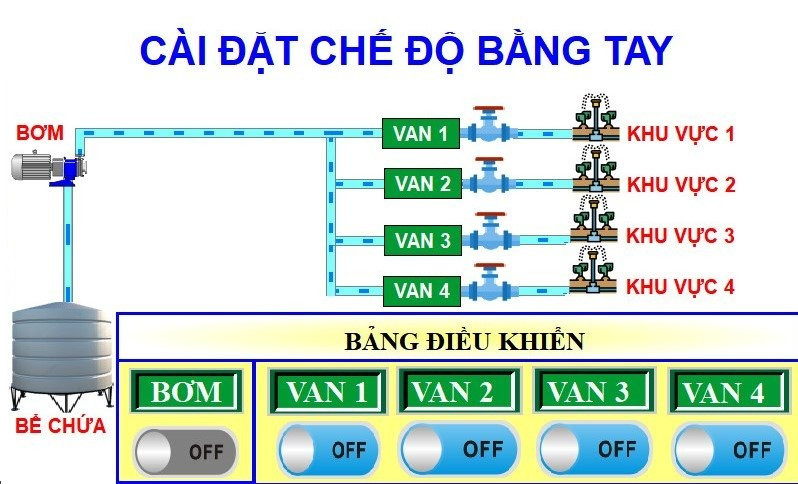 CÀI ĐẶT CHẾ ĐỘ BẰNG TAY
BƠM
VAN 1
KHU VỰC 1
VAN 2
KHU VỰC 2
VAN 3
KHU VỰC 3
VAN 4
KHU VỰC 4
BỂ CHỨA
BẢNG ĐIỀU KHIỂN
BƠM
VAN 1
VAN 2
VAN 3
VAN 4
OFF
OFF
OFF
OFF
OFF